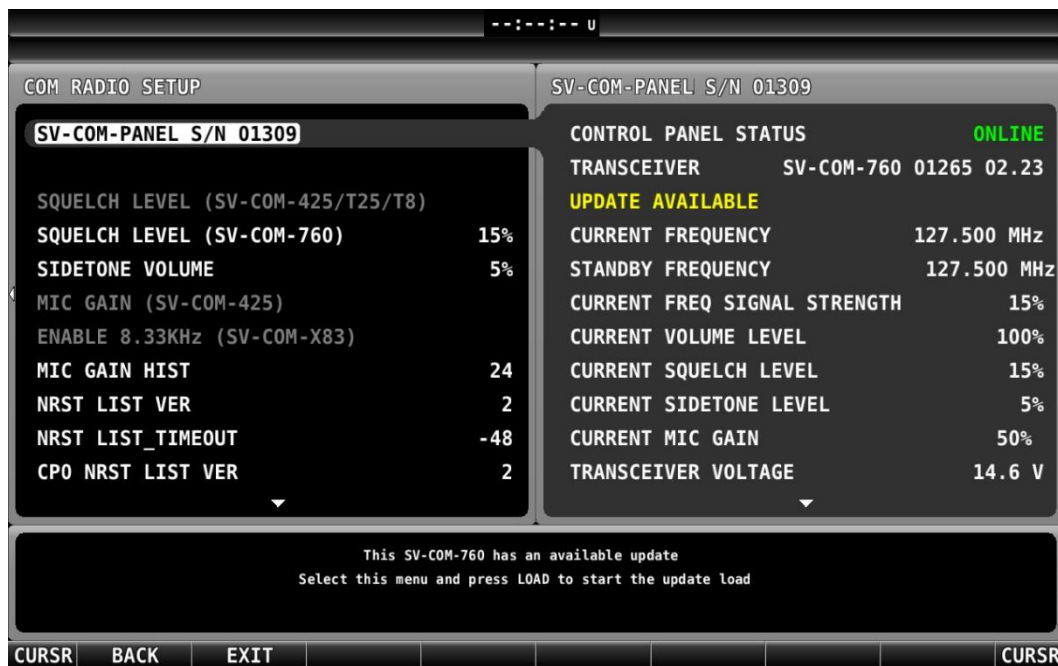 --:--:-- U
COM RADIO SETUP
SV-COM-PANEL S/N 01309
SQUELCH LEVEL (SV-COM-425/T25/T8)
SQUELCH LEVEL (SV-COM-760) 15%
SIDETONE VOLUME 5%
MIC GAIN (SV-COM-425)
ENABLE 8.33KHz (SV-COM-X83)
MIC GAIN HIST 24
NRST LIST VER 2
NRST LIST_TIMEOUT -48
CPO NRST LIST VER 2
SV-COM-PANEL S/N 01309
CONTROL PANEL STATUS ONLINE
TRANSCEIVER SV-COM-760 01265 02.23
UPDATE AVAILABLE
CURRENT FREQUENCY 127.500 MHz
STANDBY FREQUENCY 127.500 MHz
CURRENT FREQ SIGNAL STRENGTH 15%
CURRENT VOLUME LEVEL 100%
CURRENT SQUELCH LEVEL 15%
CURRENT SIDETONE LEVEL 5%
CURRENT MIC GAIN 50%
TRANSCEIVER VOLTAGE 14.6 V
This SV-COM-760 has an available update
Select this menu and press LOAD to start the update load
CURSR BACK EXIT CURSR